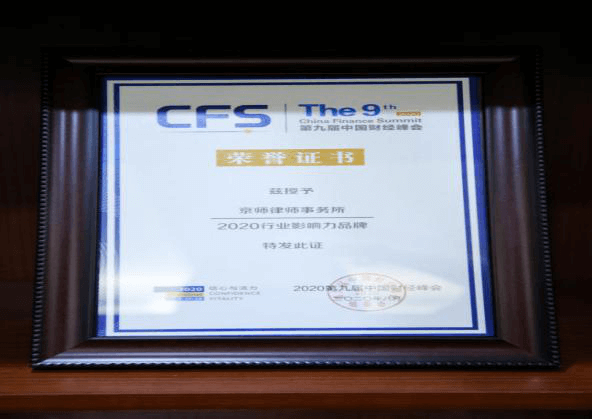 CFS
The 9th
2020
China Finance Summit
第九届中国财经峰会
荣誉证书
兹授予
京师律师事务所
2020行业影响力品牌
特发此证
2020
信心与活力
CONFIDENCE
VITALITY
2020第九届中国财经峰会